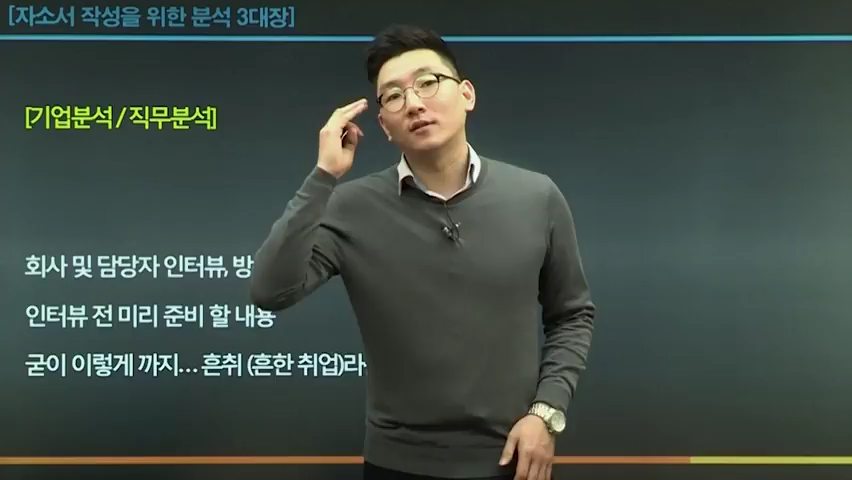 [자소서 작성을 위한 분석 3대장]
[기업분석 / 직무분석]
회사 및 담당자 인터뷰, 방
인터뷰 전 미리 준비 할 내용
굳이 이렇게 까지... 흔취 (흔한 취업)라